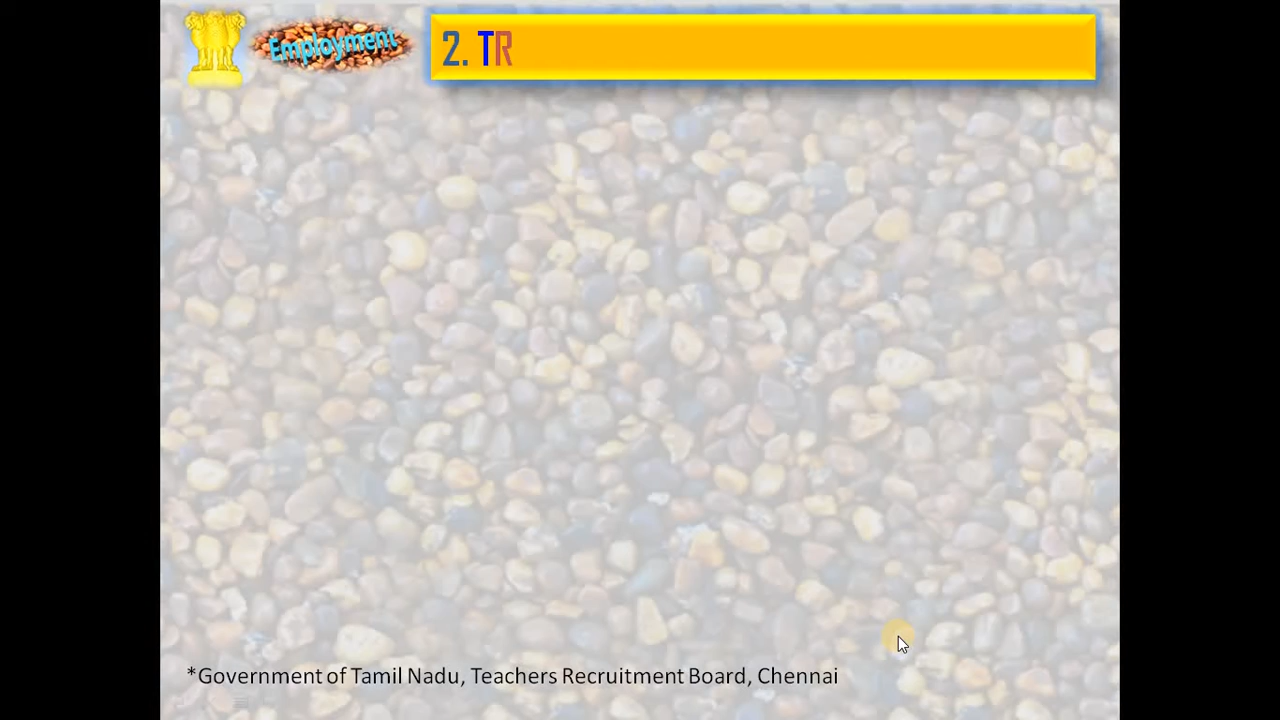 Employment
2. TR
*Government of Tamil Nadu, Teachers Recruitment Board, Chennai